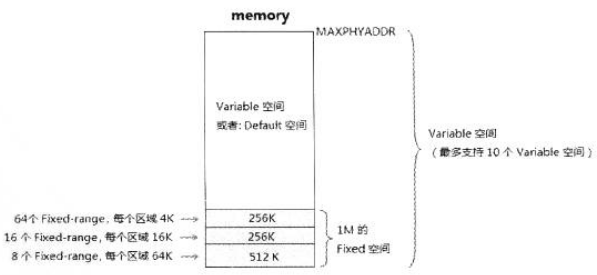 memory
MAXPHYADDR
Variable 空间
或者: Default 空间
Variable 空间
（最多支持 10 个 Variable 空间）
64个 Fixed-range, 每个区域 4K
256K
16 个 Fixed-range, 每个区域 16K
256K
8 个 Fixed-range, 每个区域 64K
512 K
1M 的
Fixed 空间